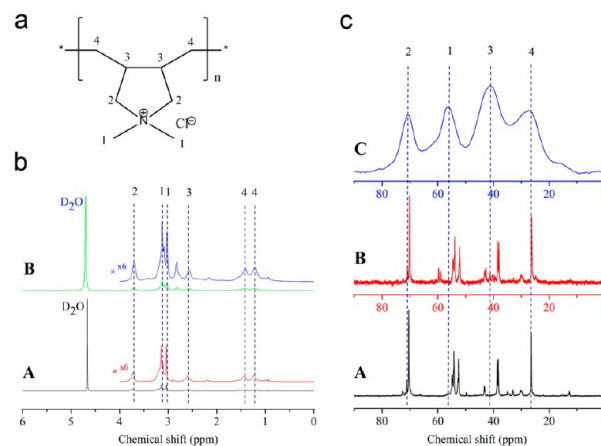 a
* 4 4 *
3 3
n
2 2
N ⊕ Cl⊖
1 1
b
2 1 1 3 4 4
D2O
× x6
B
D2O
× x6
A
6 5 4 3 2 1 0
Chemical shift (ppm)
c
2 1 3 4
C
80 60 40 20
B
80 60 40 20
A
80 60 40 20
Chemical shift (ppm)